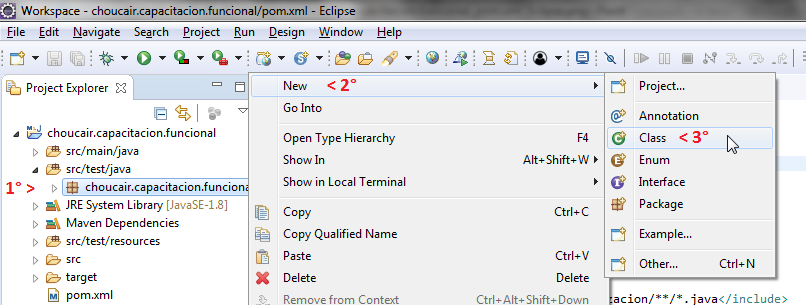 Workspace - choucair.capacitacion.funcional/pom.xml - Eclipse
File Edit Navigate Search Project Run Design Window Help
Project Explorer
choucair.capacitacion.funcional
src/main/java
src/test/java
1° > choucair.capacitacion.funciona
JRE System Library [JavaSE-1.8]
Maven Dependencies
src/test/resources
src
target
pom.xml
New < 2°
Go Into
Open Type Hierarchy F4
Show In Alt+Shift+W
Show in Local Terminal
Copy Ctrl+C
Copy Qualified Name
Paste Ctrl+V
Delete Delete
Remove from Context Ctrl+Alt+Shift+Down
Project...
Annotation
Class < 3°
Enum
Interface
Package
Example...
Other... Ctrl+N
gacion/**/*.java</include>